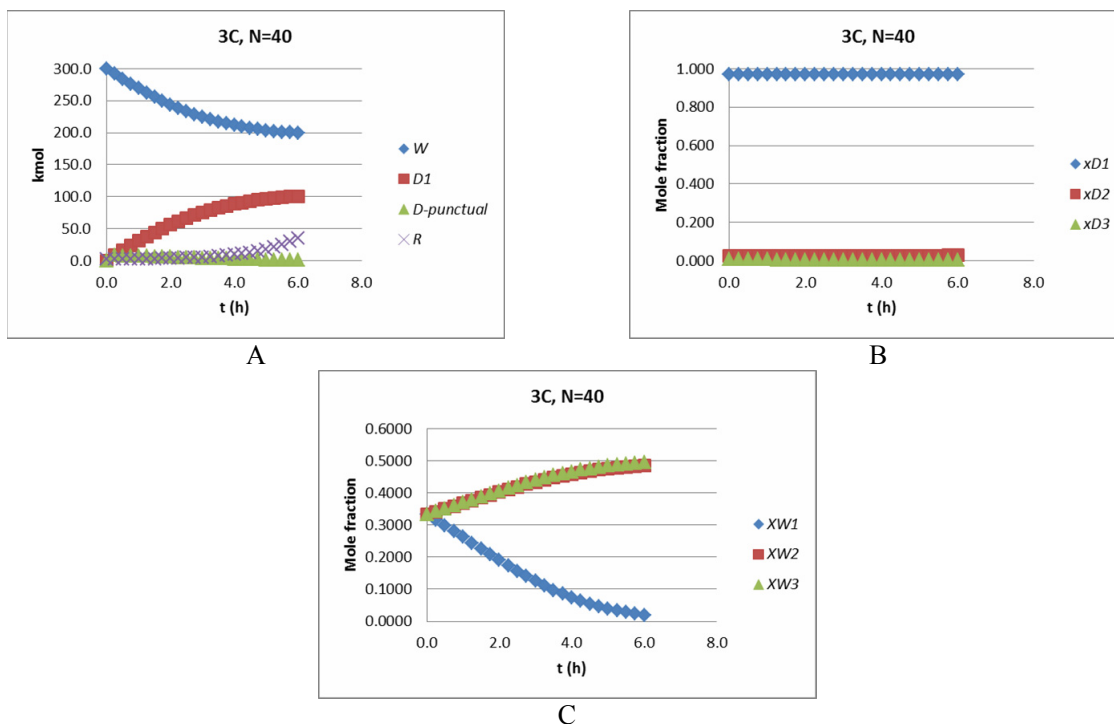 3C, N=40
300.0
250.0
200.0
150.0
100.0
50.0
0.0
kmol
0.0 2.0 4.0 6.0 8.0
t (h)
W
D1
D-punctual
R
A
3C, N=40
1.000
0.800
0.600
0.400
0.200
0.000
Mole fraction
0.0 2.0 4.0 6.0 8.0
t (h)
xD1
xD2
xD3
B
3C, N=40
0.6000
0.5000
0.4000
0.3000
0.2000
0.1000
0.0000
Mole fraction
0.0 2.0 4.0 6.0 8.0
t (h)
XW1
XW2
XW3
C